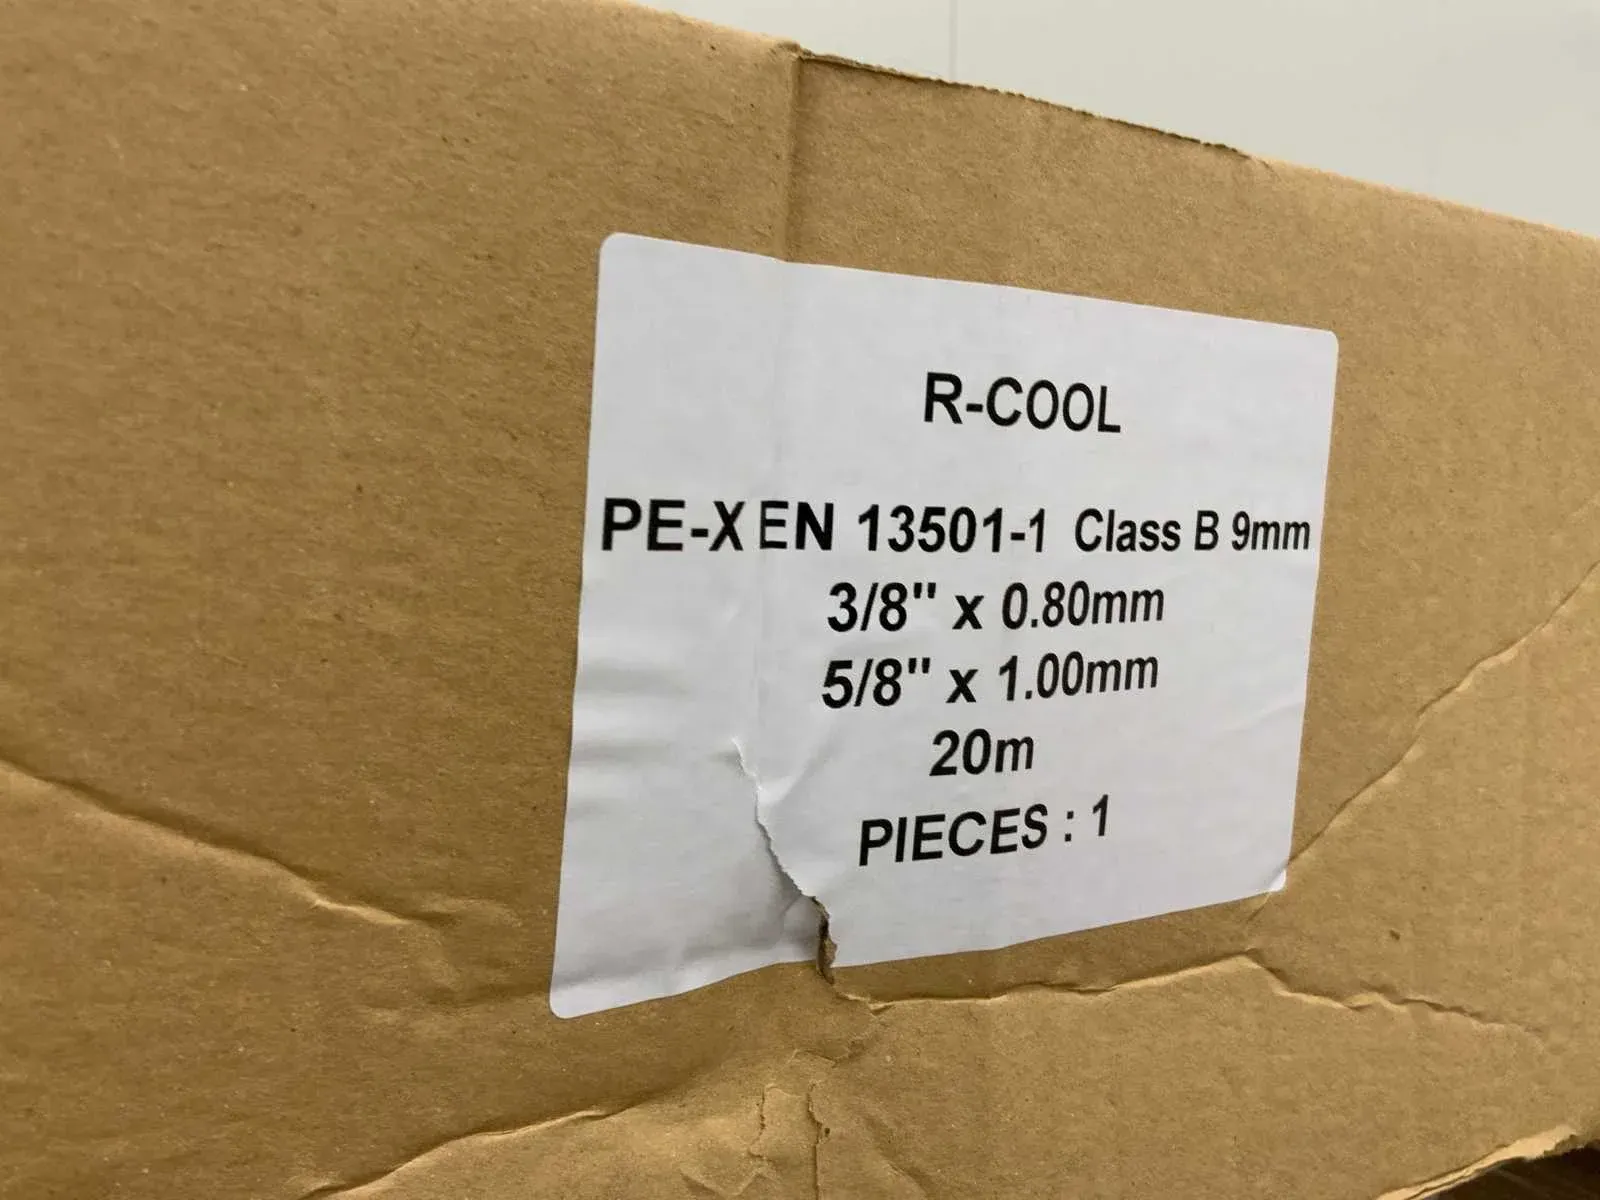 R-COOL
PE-X EN 13501-1 Class B 9mm
3/8" x 0.80mm
5/8" x 1.00mm
20m
PIECES : 1